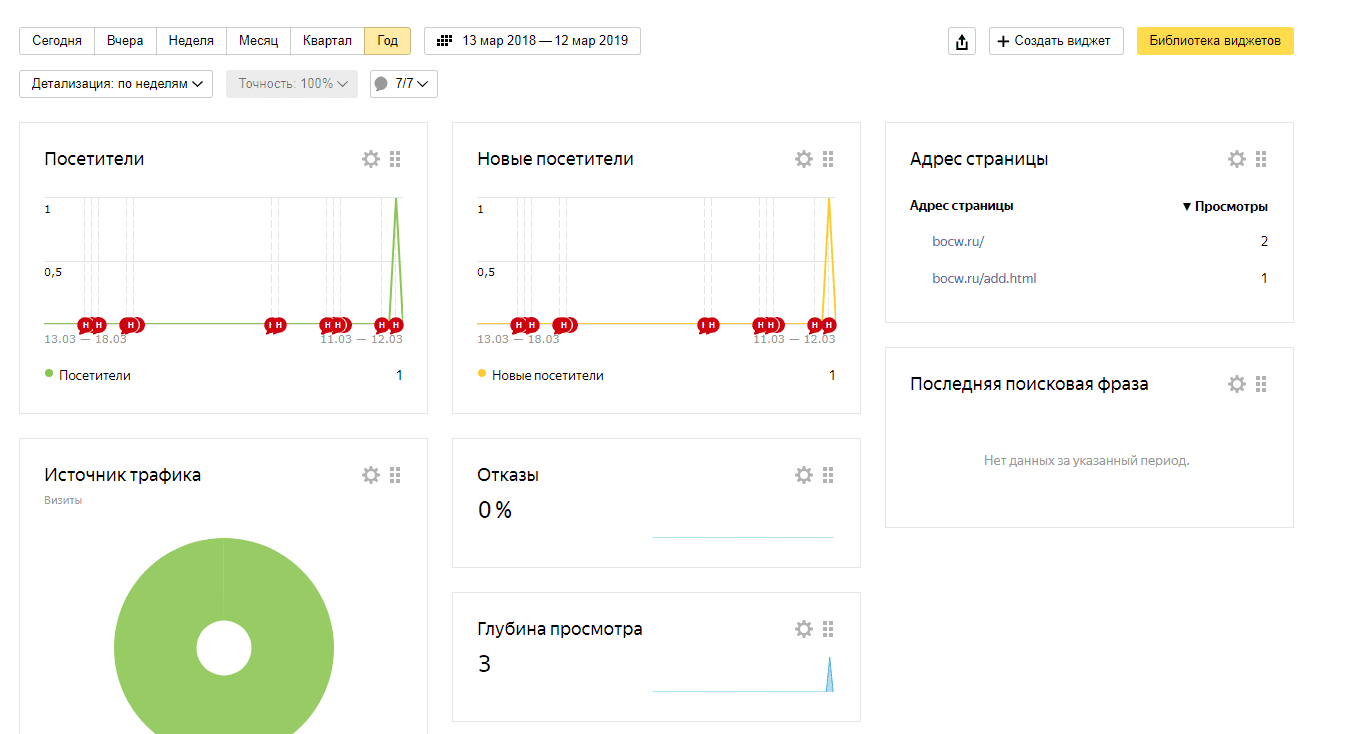 Сегодня Вчера Неделя Месяц Квартал Год 13 мар 2018 — 12 мар 2019 Создать виджет Библиотека виджетов
Детализация: по неделям Точность: 100% 7/7
Посетители
1
0,5
Н Н Н Н Н Н Н Н
13.03 — 18.03 11.03 — 12.03
Посетители 1
Новые посетители
1
0,5
Н Н Н Н Н Н Н Н
13.03 — 18.03 11.03 — 12.03
Новые посетители 1
Адрес страницы
Адрес страницы ▼ Просмотры
bocw.ru/ 2
bocw.ru/add.html 1
Последняя поисковая фраза
Нет данных за указанный период.
Источник трафика
Визиты
Отказы
0 %
Глубина просмотра
3